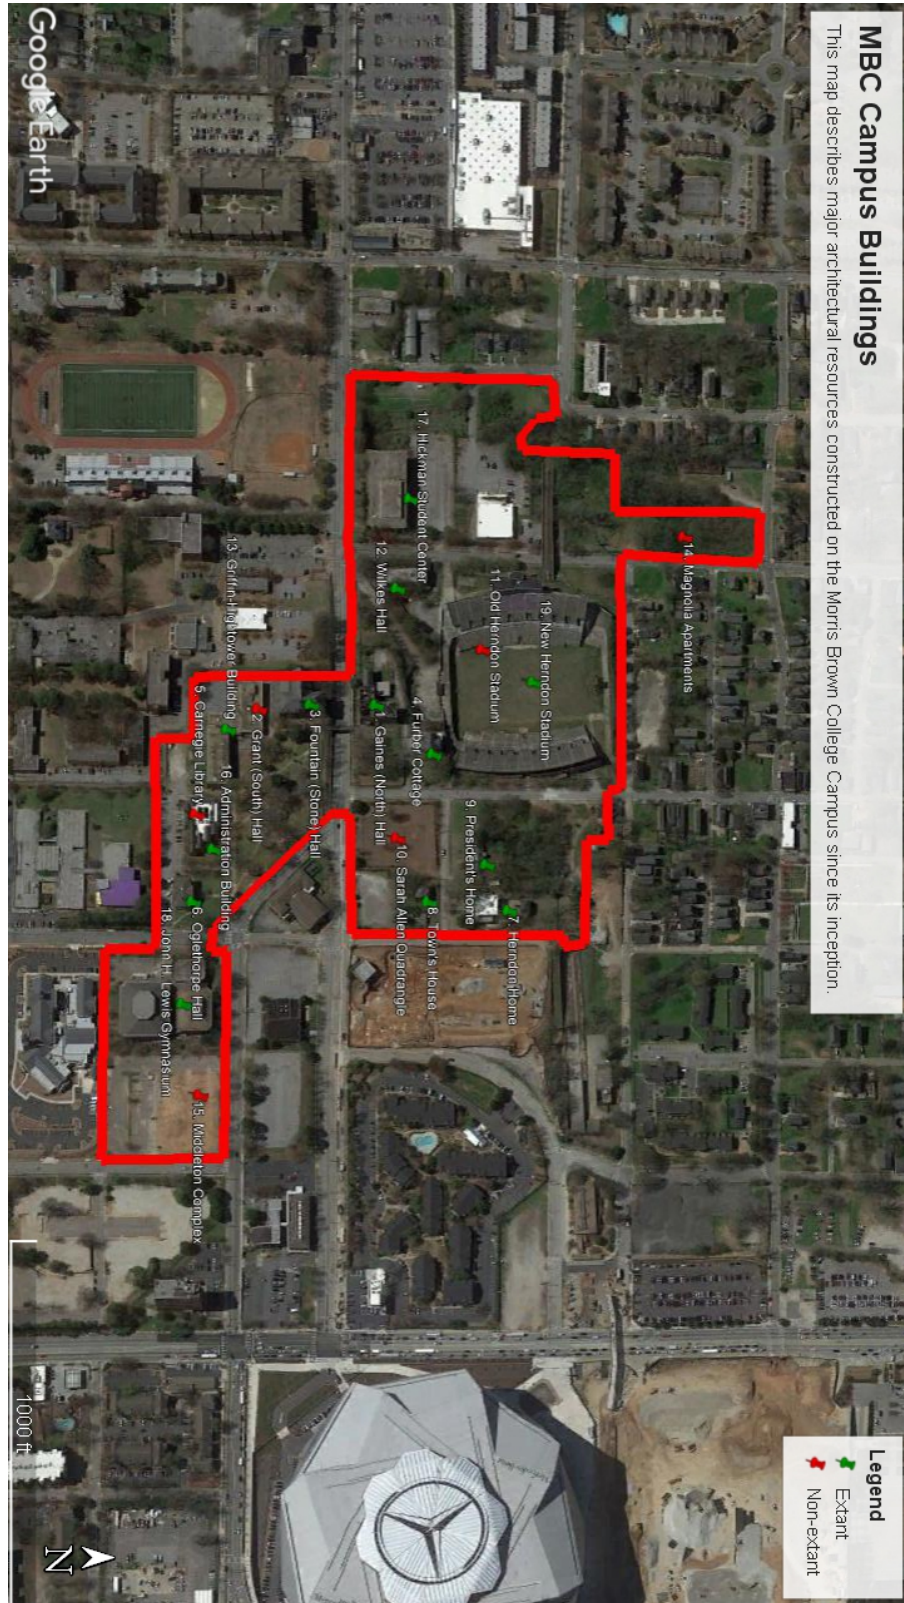 MBC Campus Buildings
This map describes major architectural resources constructed on the Morris Brown College Campus since its inception.
Legend
Extant
Non-extant
14. Magnolia Apartments
19. New Herndon Stadium
11. Old Herndon Stadium
7. Herndon Home
9. President's Home
17. Hickman Student Center
4. Furber Cottage
8. Town's House
12. Wilkes Hall
1. Gaines (North) Hall
10. Sarah Allen Quadrangle
3. Fountain (Stone) Hall
2. Grant (South) Hall
13. Griffin-Hightower Building
16. Administration Building
5. Carnegie Library
6. Oglethorpe Hall
15. Middleton Complex
18. John H. Lewis Gymnasium
Google Earth
1000 ft
N